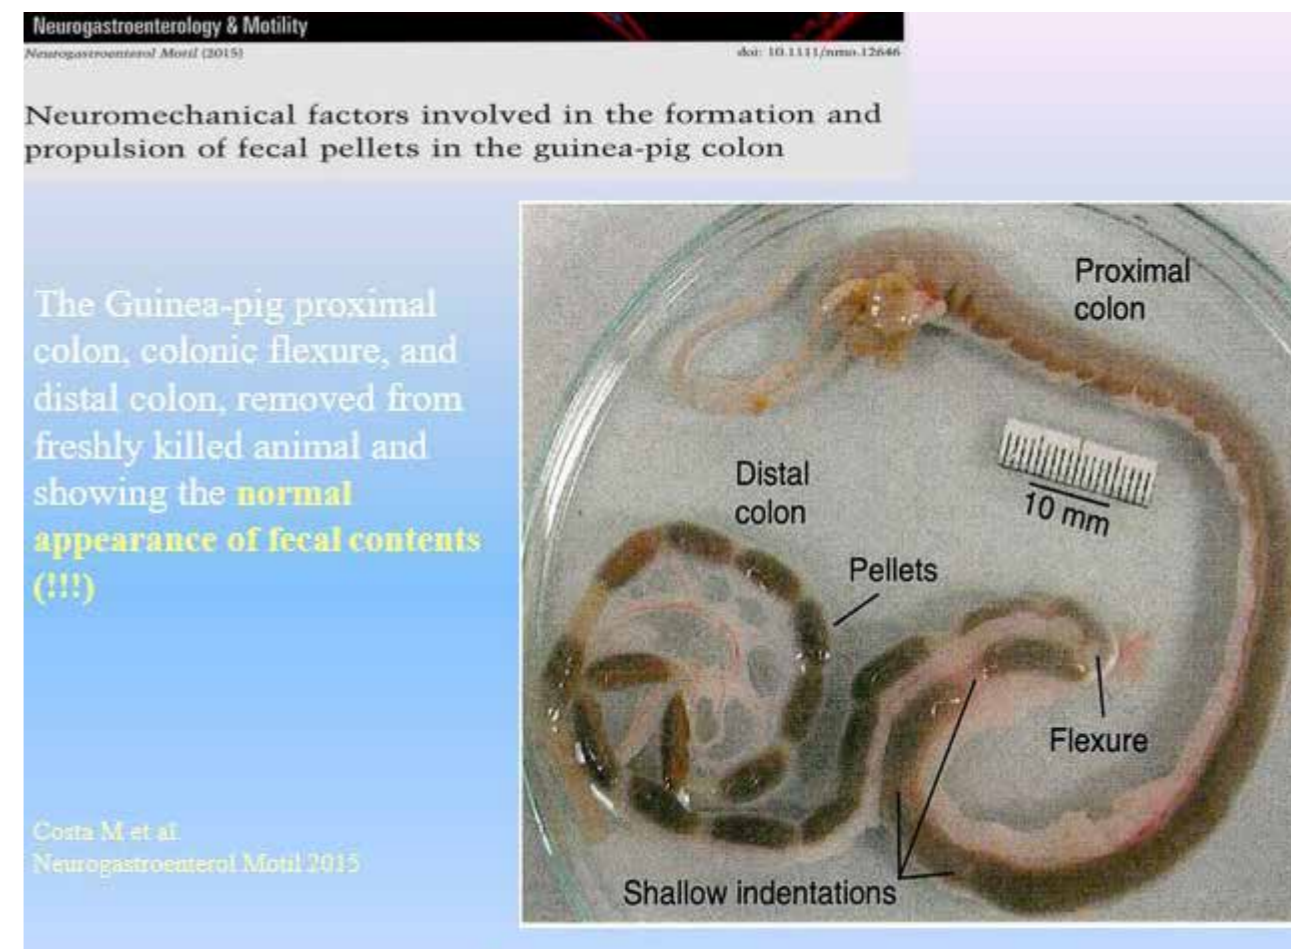 Neurogastroenterology & Motility
Neurogastroenterol Motil (2015)
doi: 10.1111/nmo.12646
Neuromechanical factors involved in the formation and
propulsion of fecal pellets in the guinea-pig colon
The Guinea-pig proximal
colon, colonic flexure, and
distal colon, removed from
freshly killed animal and
showing the normal
appearance of fecal contents
(!!!)
Costa M et al.
Neurogastroenterol Motil 2015
Proximal
colon
10 mm
Distal
colon
Pellets
Flexure
Shallow indentations